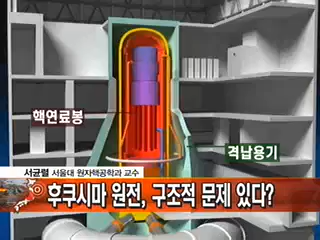 핵연료봉
격납용기
서균렬 서울대 원자핵공학과 교수
후쿠시마 원전, 구조적 문제 있다?